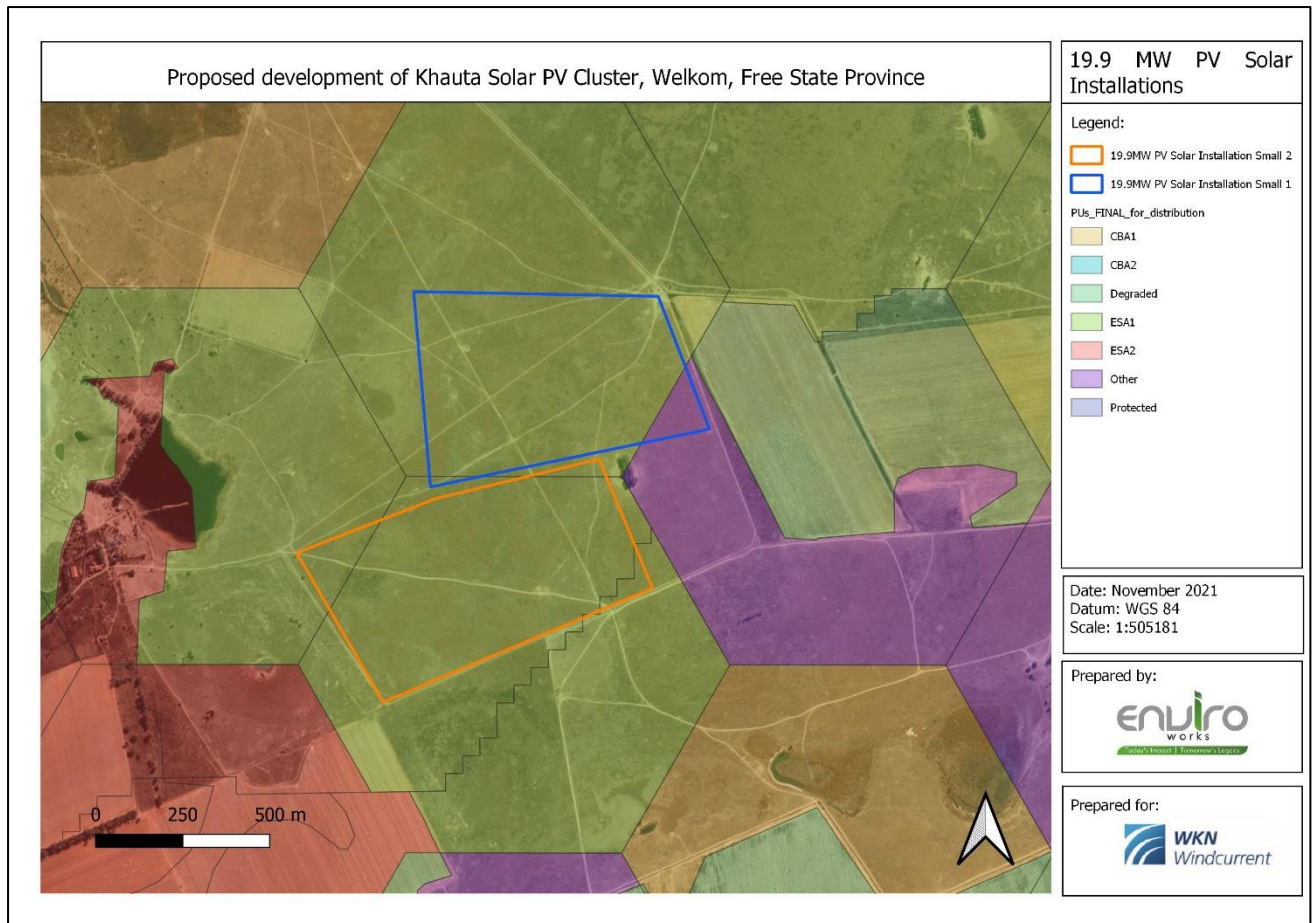 Proposed development of Khauta Solar PV Cluster, Welkom, Free State Province
19.9 MW PV Solar
Installations
Legend:
19.9MW PV Solar Installation Small 2
19.9MW PV Solar Installation Small 1
PUs_FINAL_for_distribution
CBA1
CBA2
Degraded
ESA1
ESA2
Other
Protected
Date: November 2021
Datum: WGS 84
Scale: 1:505181
Prepared by:
enviro
works
Today's Impact | Tomorrow's Legacy
Prepared for:
WKN
Windcurrent
0 250 500 m